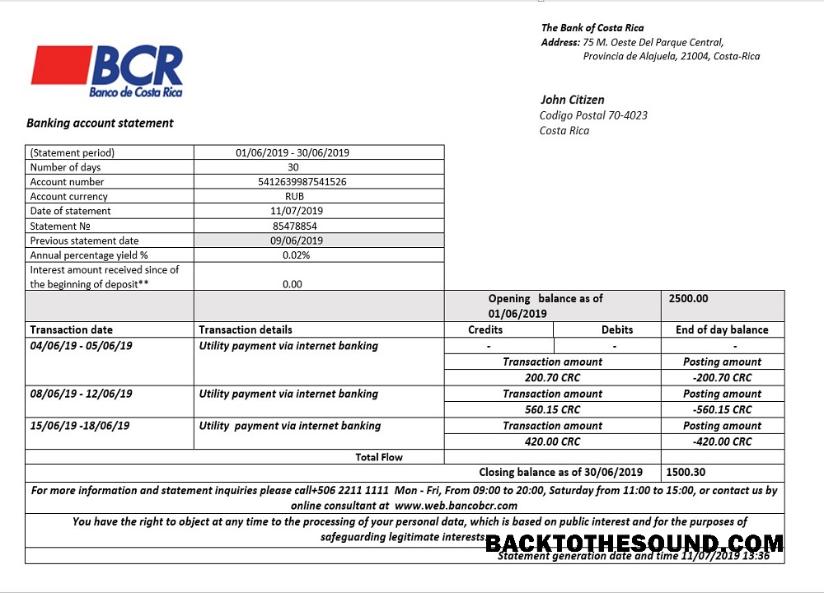 The Bank of Costa Rica
Address: 75 M. Oeste Del Parque Central,
Provincia de Alajuela, 21004, Costa-Rica
BCR
Banco de Costa Rica
John Citizen
Codigo Postal 70-4023
Costa Rica
Banking account statement
(Statement period) 01/06/2019 - 30/06/2019
Number of days 30
Account number 5412639987541526
Account currency RUB
Date of statement 11/07/2019
Statement № 85478854
Previous statement date 09/06/2019
Annual percentage yield % 0.02%
Interest amount received since of
the beginning of deposit** 0.00
Opening balance as of 2500.00
01/06/2019
Transaction date Transaction details Credits Debits End of day balance
04/06/19 - 05/06/19 Utility payment via internet banking - - -
Transaction amount Posting amount
200.70 CRC -200.70 CRC
08/06/19 - 12/06/19 Utility payment via internet banking Transaction amount Posting amount
560.15 CRC -560.15 CRC
15/06/19 -18/06/19 Utility payment via internet banking Transaction amount Posting amount
420.00 CRC -420.00 CRC
Total Flow
Closing balance as of 30/06/2019 1500.30
For more information and statement inquiries please call+506 2211 1111 Mon - Fri, From 09:00 to 20:00, Saturday from 11:00 to 15:00, or contact us by
online consultant at www.web.bancobcr.com
You have the right to object at any time to the processing of your personal data, which is based on public interest and for the purposes of
safeguarding legitimate interests.
BACKTOTHESOUND.COM
Statement generation date and time 11/07/2019 13:36